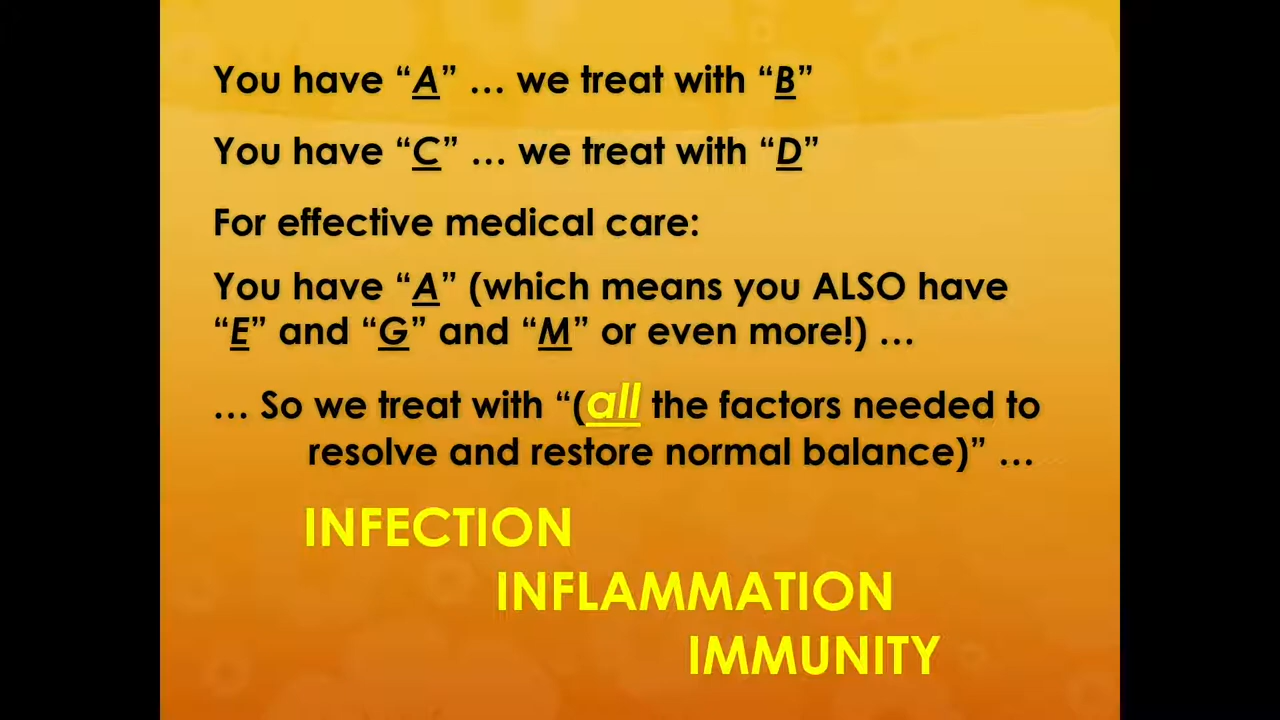 You have “A” … we treat with “B”
You have “C” … we treat with “D”
For effective medical care:
You have “A” (which means you ALSO have
“E” and “G” and “M” or even more!) …
… So we treat with “(all the factors needed to
resolve and restore normal balance)” …
INFECTION
INFLAMMATION
IMMUNITY